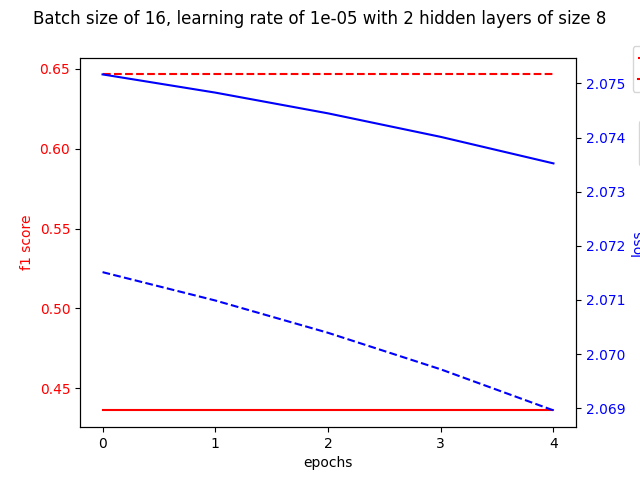 Batch size of 16, learning rate of 1e-05 with 2 hidden layers of size 8
0.65
0.60
0.55
0.50
0.45
f1 score
2.075
2.074
2.073
2.072
2.071
2.070
2.069
loss
0 1 2 3 4
epochs